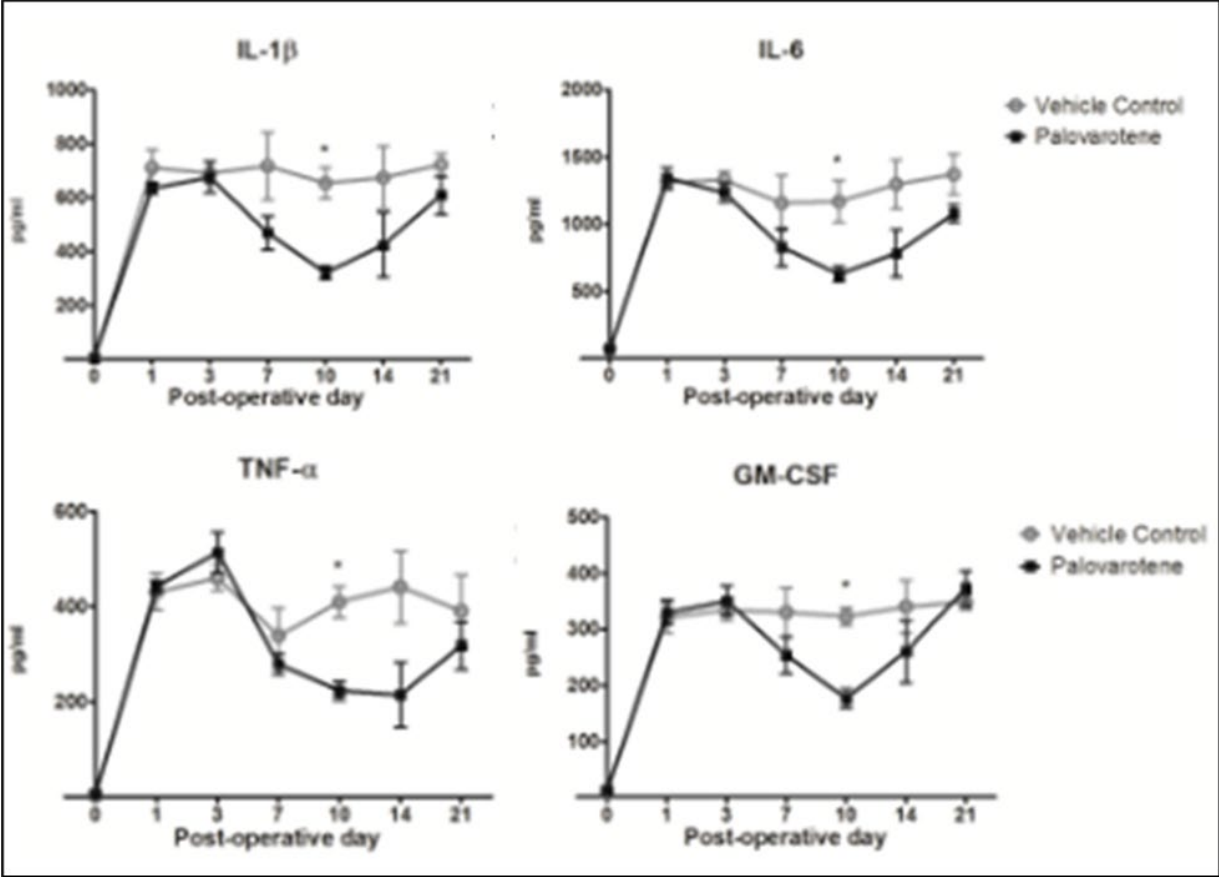 IL-1β
1000
800
600
400
200
pg/ml
0 1 3 7 10 14 21
Post-operative day
*
IL-6
2000
1500
1000
500
pg/ml
0 1 3 7 10 14 21
Post-operative day
*
Vehicle Control
Palovarotene
TNF-α
600
400
200
pg/ml
0 1 3 7 10 14 21
Post-operative day
*
GM-CSF
500
400
300
200
100
pg/ml
0 1 3 7 10 14 21
Post-operative day
*
Vehicle Control
Palovarotene